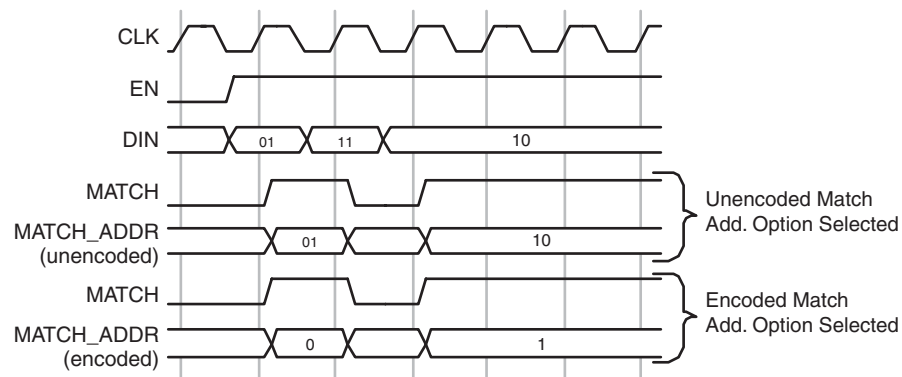 CLK
EN
DIN
01
11
10
MATCH
MATCH_ADDR
(unencoded)
01
10
Unencoded Match
Add. Option Selected
MATCH
MATCH_ADDR
(encoded)
0
1
Encoded Match
Add. Option Selected